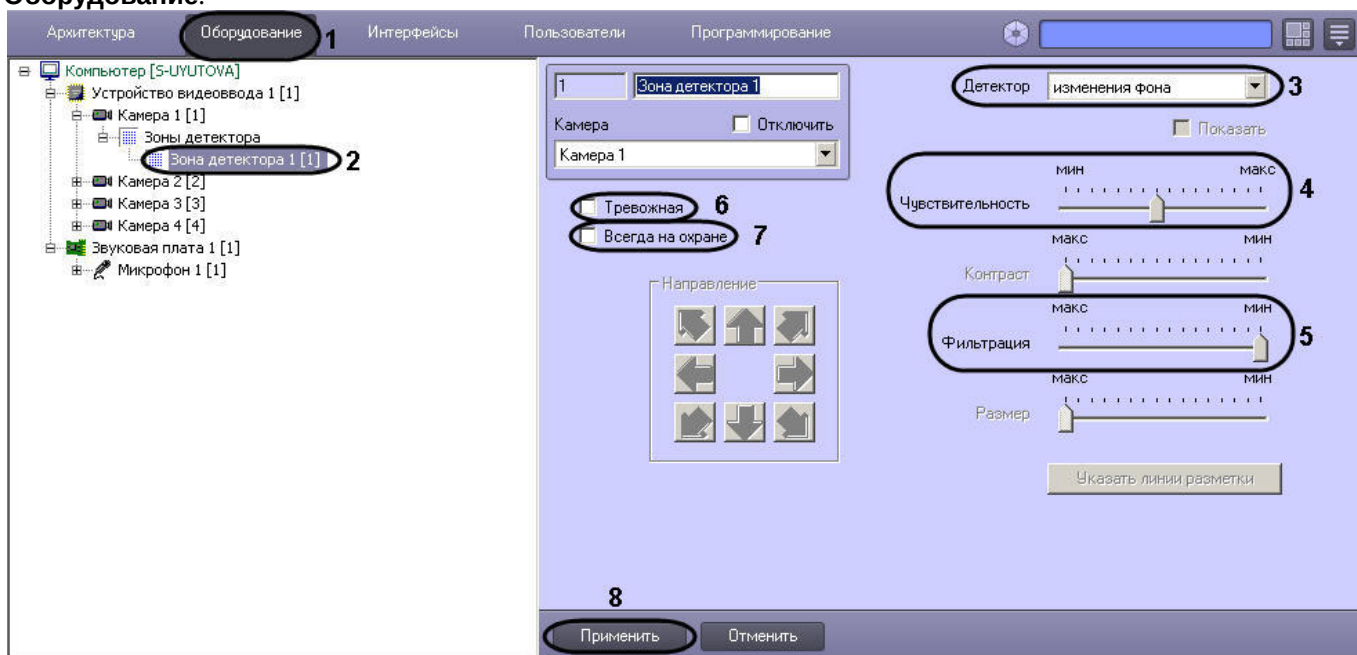 Оборудование.
Архитектура Оборудование 1 Интерфейсы Пользователи Программирование
Компьютер [S-UYUTOVA]
Устройство видеоввода 1 [1]
Камера 1 [1]
Зоны детектора
Зона детектора 1 [1] 2
Камера 2 [2]
Камера 3 [3]
Камера 4 [4]
Звуковая плата 1 [1]
Микрофон 1 [1]
1 Зона детектора 1
Камера Отключить
Камера 1
Тревожная 6
Всегда на охране 7
Направление
Детектор изменения фона 3
Показать
мин макс
Чувствительность 4
макс мин
Контраст
макс мин
Фильтрация 5
макс мин
Размер
Указать линии разметки
8
Применить Отменить